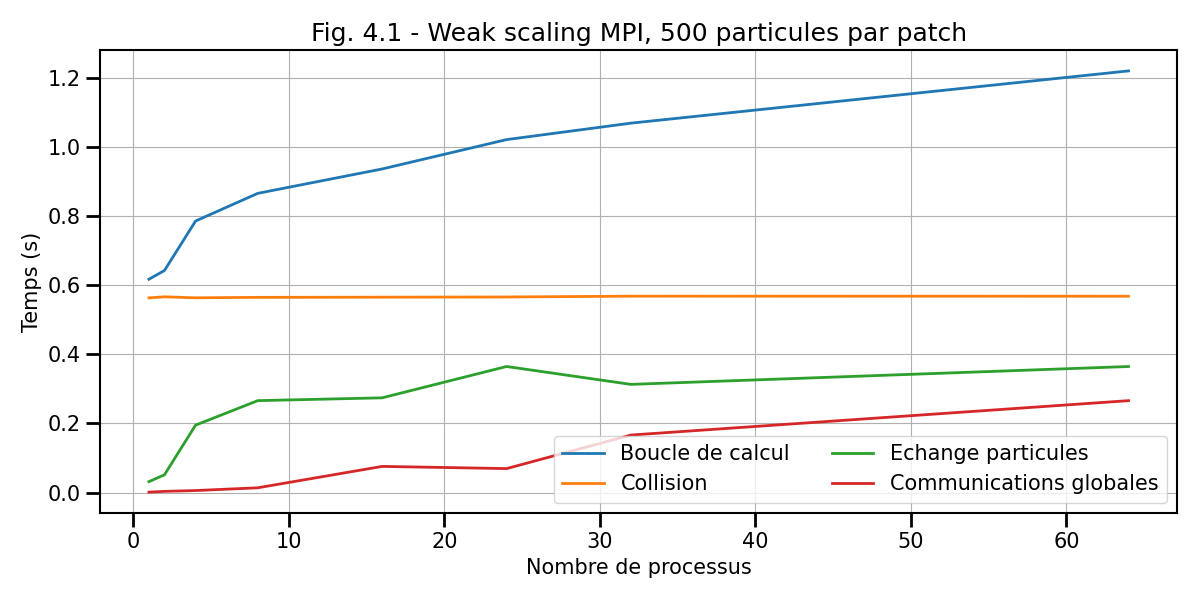 Fig. 4.1 - Weak scaling MPI, 500 particules par patch
Temps (s)
1.2
1.0
0.8
0.6
0.4
0.2
0.0
Boucle de calcul
Collision
Echange particules
Communications globales
0 10 20 30 40 50 60
Nombre de processus